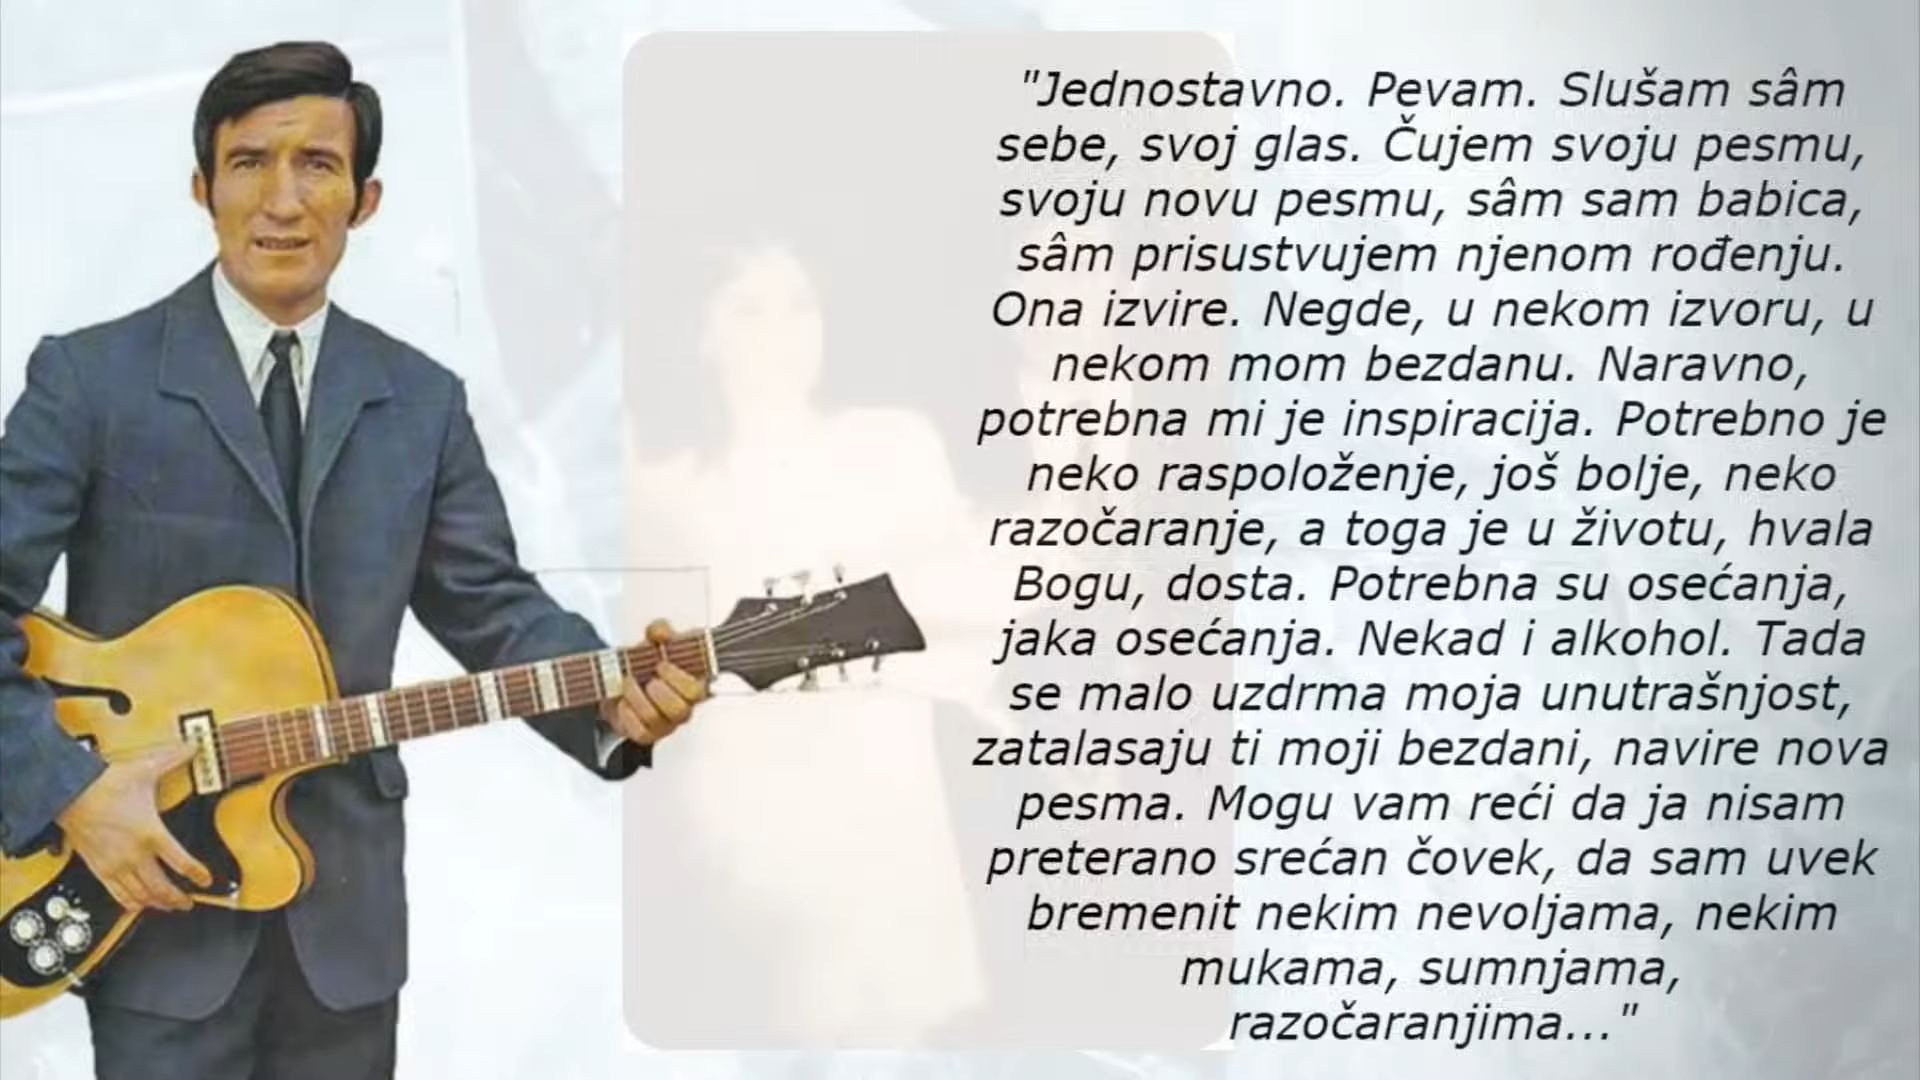 "Jednostavno. Pevam. Slušam sâm
sebe, svoj glas. Čujem svoju pesmu,
svoju novu pesmu, sâm sam babica,
sâm prisustvujem njenom rođenju.
Ona izvire. Negde, u nekom izvoru, u
nekom mom bezdanu. Naravno,
potrebna mi je inspiracija. Potrebno je
neko raspoloženje, još bolje, neko
razočaranje, a toga je u životu, hvala
Bogu, dosta. Potrebna su osećanja,
jaka osećanja. Nekad i alkohol. Tada
se malo uzdrma moja unutrašnjost,
zatalasaju ti moji bezdani, navire nova
pesma. Mogu vam reći da ja nisam
preterano srećan čovek, da sam uvek
bremenit nekim nevoljama, nekim
mukama, sumnjama,
razočaranjima..."